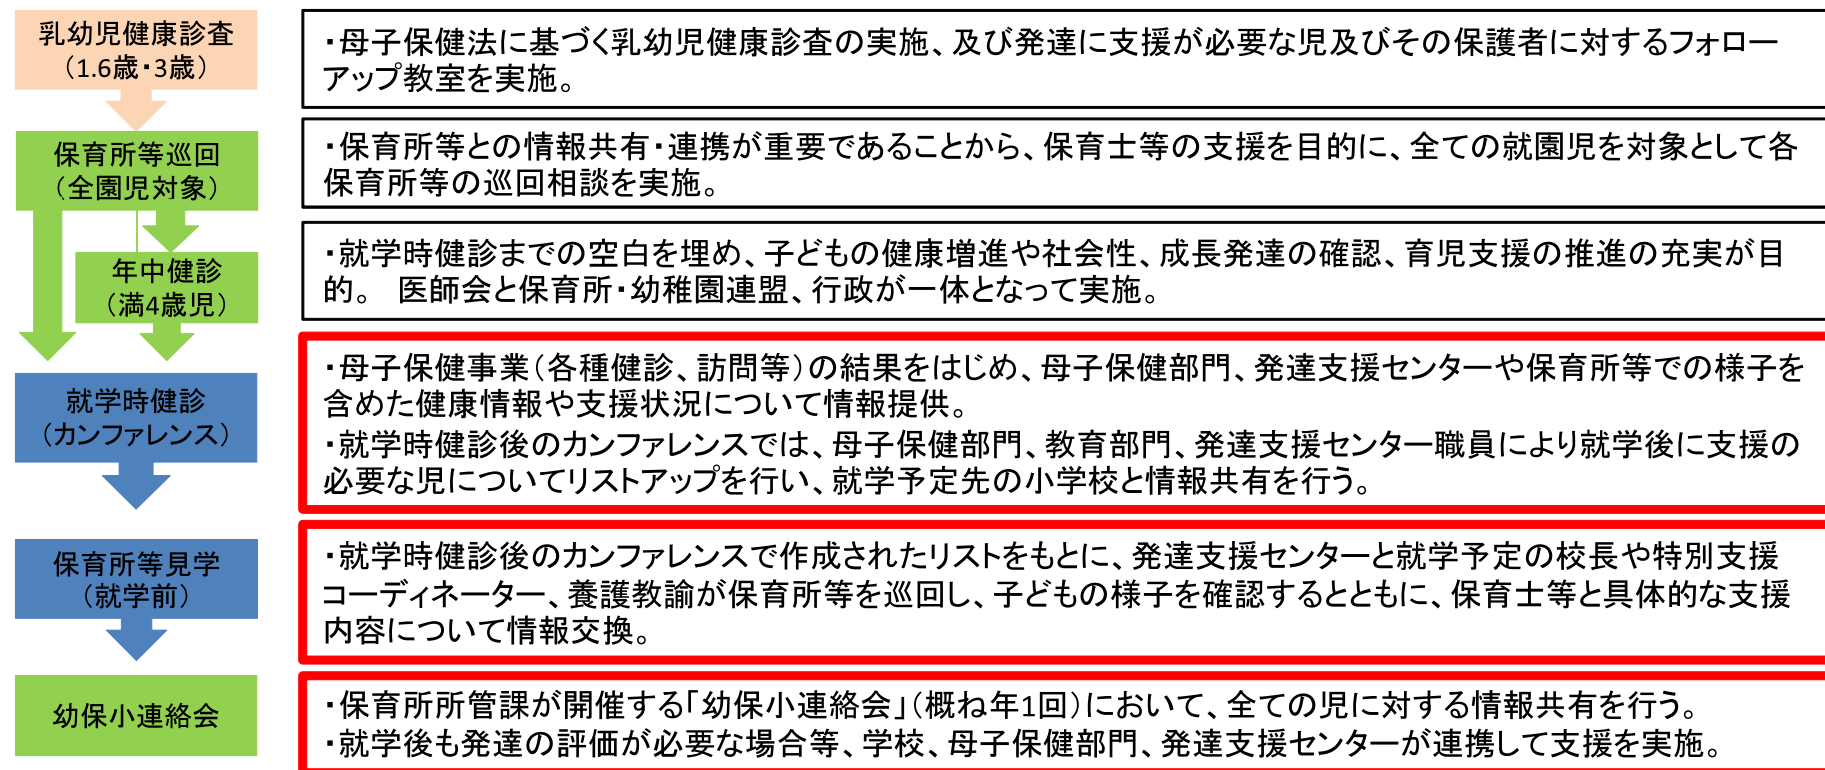 乳幼児健康診査
（1.6歳・3歳）
・母子保健法に基づく乳幼児健康診査の実施、及び発達に支援が必要な児及びその保護者に対するフォロー
アップ教室を実施。
保育所等巡回
（全園児対象）
・保育所等との情報共有・連携が重要であることから、保育士等の支援を目的に、全ての就園児を対象として各
保育所等の巡回相談を実施。
年中健診
（満4歳児）
・就学時健診までの空白を埋め、子どもの健康増進や社会性、成長発達の確認、育児支援の推進の充実が目
的。　医師会と保育所・幼稚園連盟、行政が一体となって実施。
就学時健診
（カンファレンス）
・母子保健事業（各種健診、訪問等）の結果をはじめ、母子保健部門、発達支援センターや保育所等での様子を
含めた健康情報や支援状況について情報提供。
・就学時健診後のカンファレンスでは、母子保健部門、教育部門、発達支援センター職員により就学後に支援の
必要な児についてリストアップを行い、就学予定先の小学校と情報共有を行う。
保育所等見学
（就学前）
・就学時健診後のカンファレンスで作成されたリストをもとに、発達支援センターと就学予定の校長や特別支援
コーディネーター、養護教諭が保育所等を巡回し、子どもの様子を確認するとともに、保育士等と具体的な支援
内容について情報交換。
幼保小連絡会
・保育所所管課が開催する「幼保小連絡会」（概ね年1回）において、全ての児に対する情報共有を行う。
・就学後も発達の評価が必要な場合等、学校、母子保健部門、発達支援センターが連携して支援を実施。